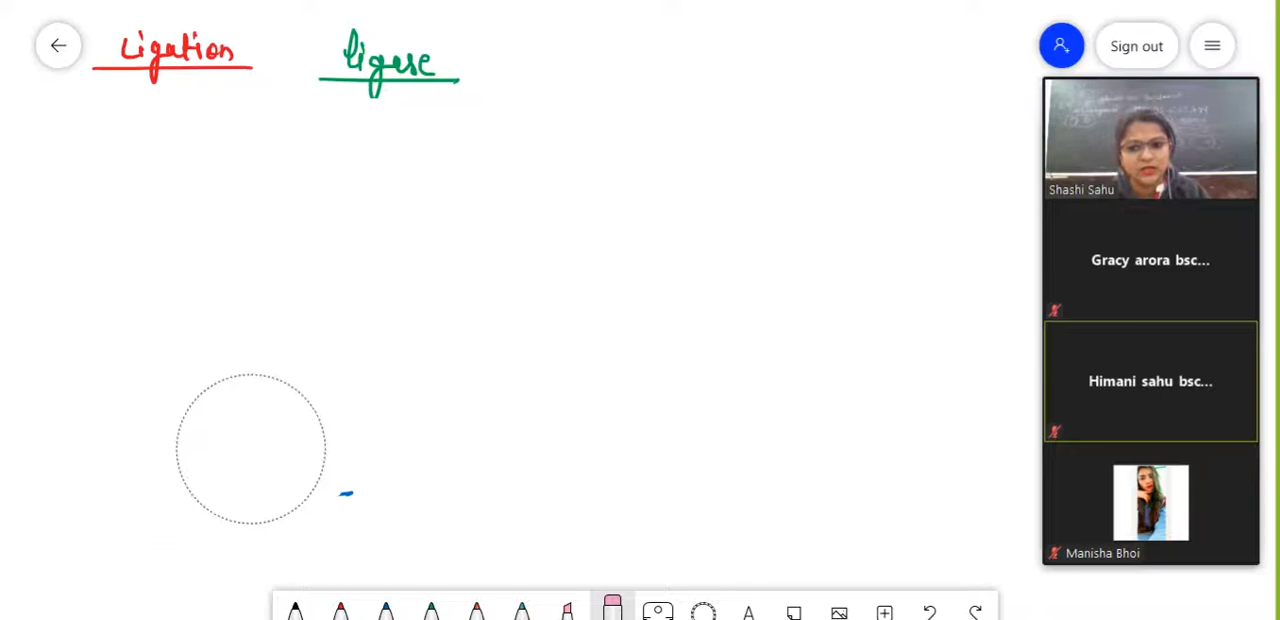 Ligation ligase
Sign out
Shashi Sahu
Gracy arora bsc...
Himani sahu bsc...
Manisha Bhoi
A